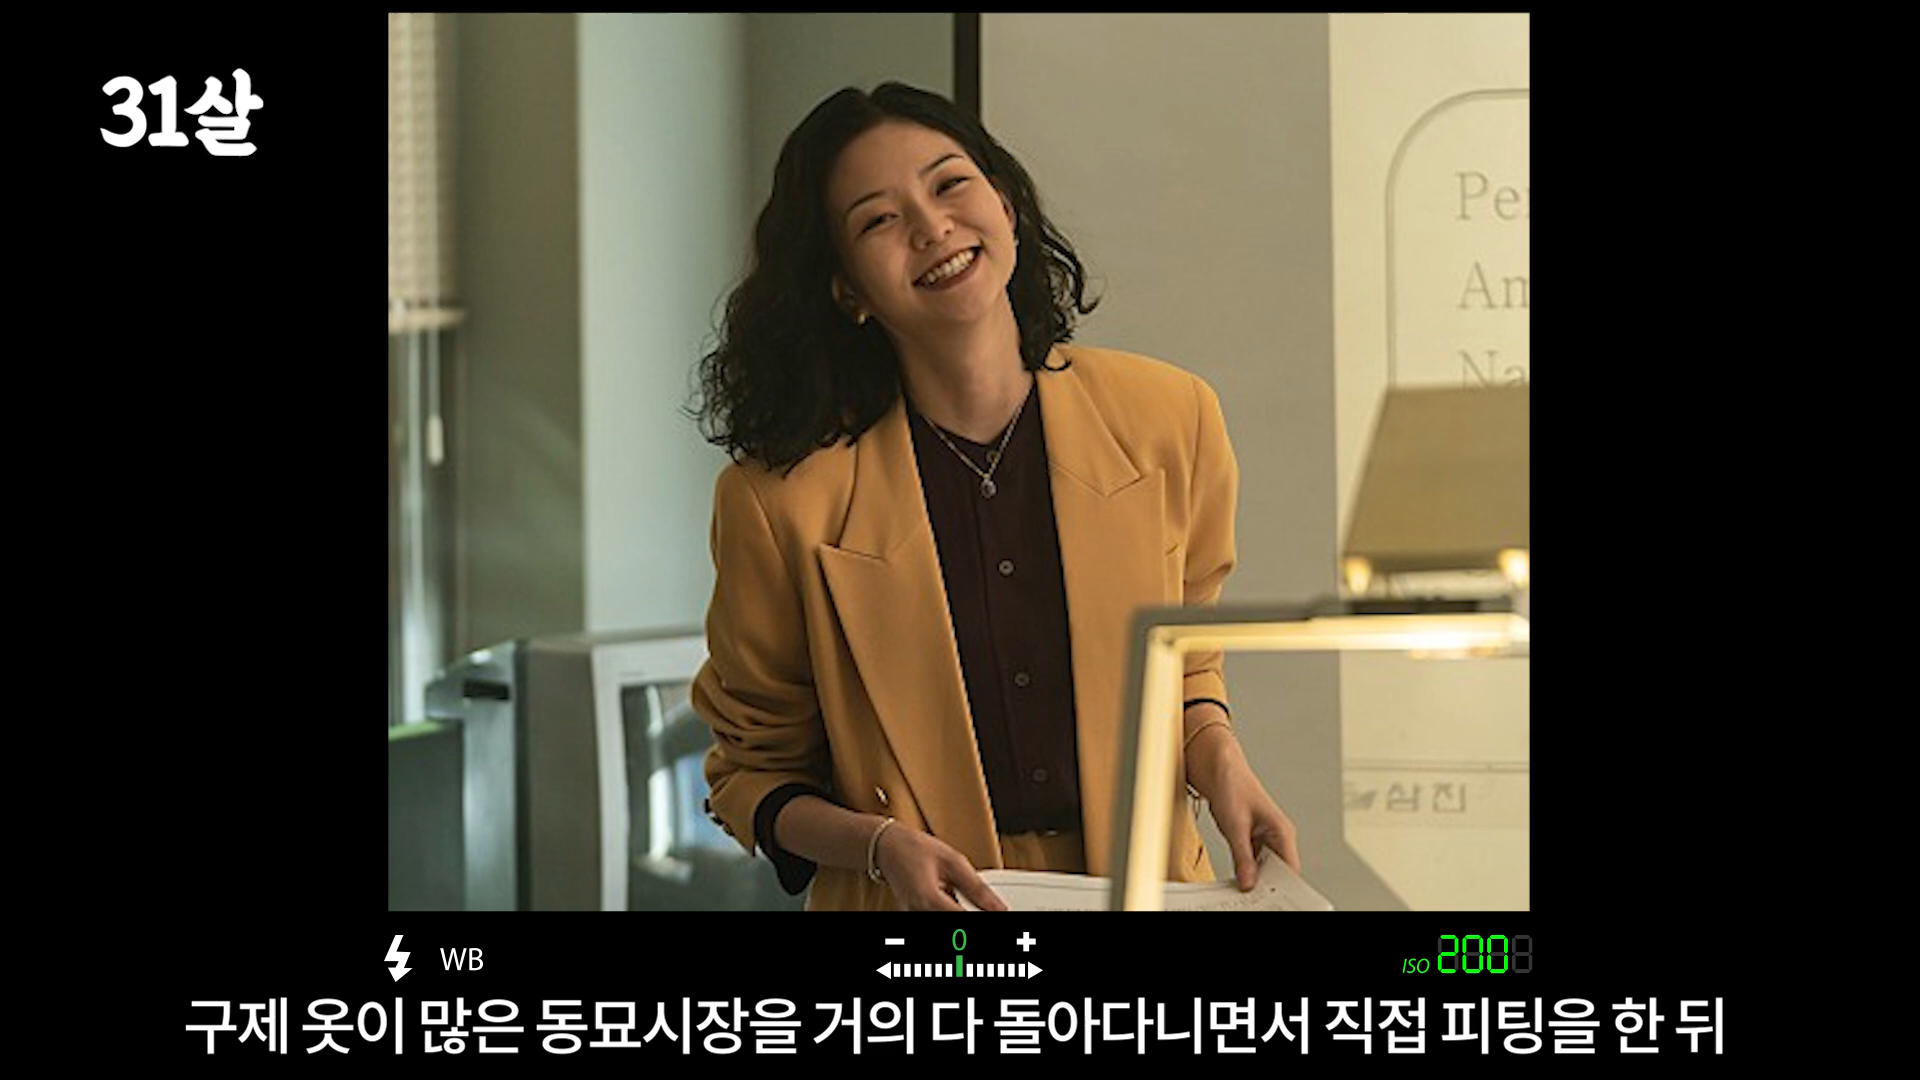 31살
Pe
An
Na
삼진
WB
− 0 +
ISO 200
구제 옷이 많은 동묘시장을 거의 다 돌아다니면서 직접 피팅을 한 뒤